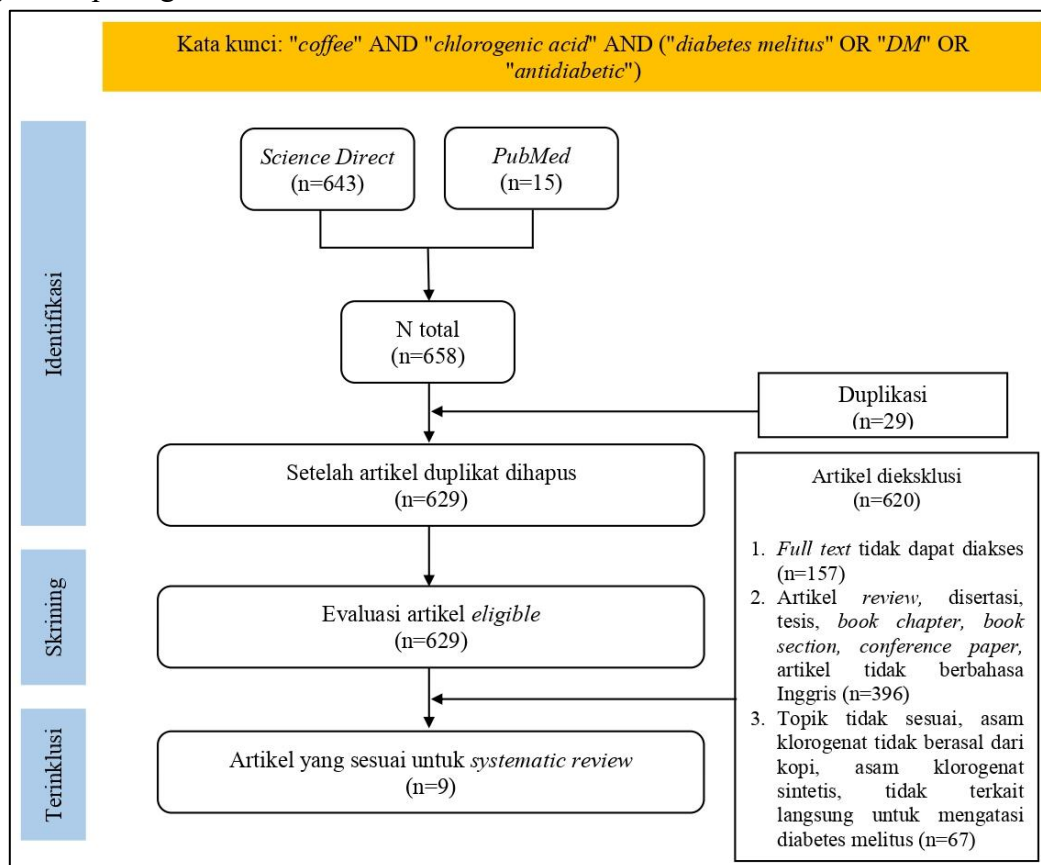 Kata kunci: "coffee" AND "chlorogenic acid" AND ("diabetes melitus" OR "DM" OR
"antidiabetic")
Identifikasi
Science Direct
(n=643)
PubMed
(n=15)
N total
(n=658)
Duplikasi
(n=29)
Setelah artikel duplikat dihapus
(n=629)
Artikel dieksklusi
(n=620)
1. Full text tidak dapat diakses
(n=157)
2. Artikel review, disertasi,
tesis, book chapter, book
section, conference paper,
artikel tidak berbahasa
Inggris (n=396)
3. Topik tidak sesuai, asam
klorogenat tidak berasal dari
kopi, asam klorogenat
sintetis, tidak terkait
langsung untuk mengatasi
diabetes melitus (n=67)
Skrining
Evaluasi artikel eligible
(n=629)
Terinklusi
Artikel yang sesuai untuk systematic review
(n=9)